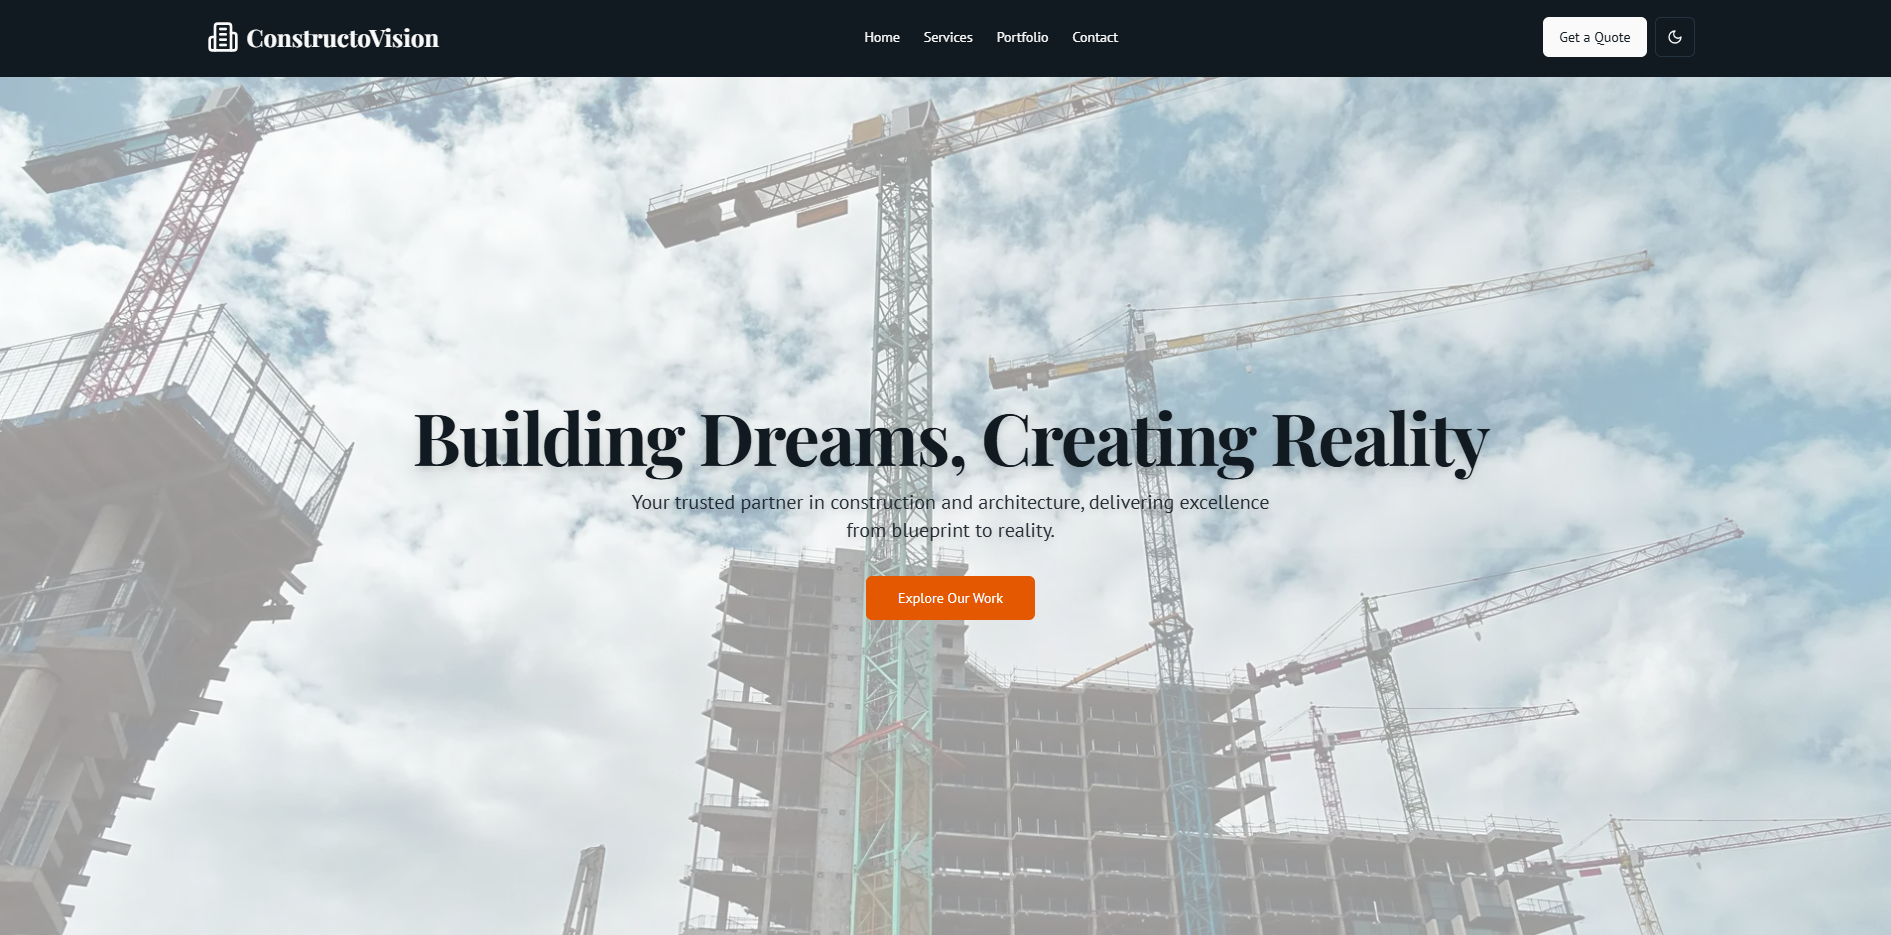 ConstructoVision
Home
Services
Portfolio
Contact
Get a Quote
Building Dreams, Creating Reality
Your trusted partner in construction and architecture, delivering excellence
from blueprint to reality.
Explore Our Work